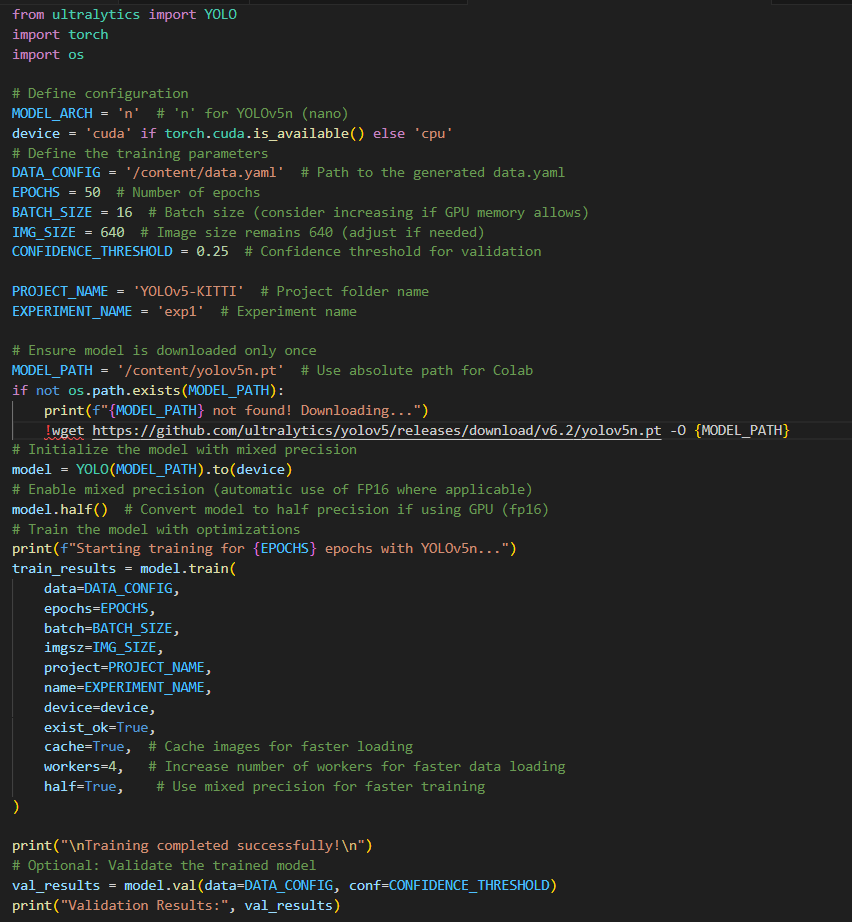 from ultralytics import YOLO
import torch
import os
# Define configuration
MODEL_ARCH = 'n'  # 'n' for YOLOv5n (nano)
device = 'cuda' if torch.cuda.is_available() else 'cpu'
# Define the training parameters
DATA_CONFIG = '/content/data.yaml'  # Path to the generated data.yaml
EPOCHS = 50  # Number of epochs
BATCH_SIZE = 16  # Batch size (consider increasing if GPU memory allows)
IMG_SIZE = 640  # Image size remains 640 (adjust if needed)
CONFIDENCE_THRESHOLD = 0.25  # Confidence threshold for validation
PROJECT_NAME = 'YOLOv5-KITTI'  # Project folder name
EXPERIMENT_NAME = 'exp1'  # Experiment name
# Ensure model is downloaded only once
MODEL_PATH = '/content/yolov5n.pt'  # Use absolute path for Colab
if not os.path.exists(MODEL_PATH):
    print(f"{MODEL_PATH} not found! Downloading...")
    !wget https://github.com/ultralytics/yolov5/releases/download/v6.2/yolov5n.pt -O {MODEL_PATH}
# Initialize the model with mixed precision
model = YOLO(MODEL_PATH).to(device)
# Enable mixed precision (automatic use of FP16 where applicable)
model.half()  # Convert model to half precision if using GPU (fp16)
# Train the model with optimizations
print(f"Starting training for {EPOCHS} epochs with YOLOv5n...")
train_results = model.train(
    data=DATA_CONFIG,
    epochs=EPOCHS,
    batch=BATCH_SIZE,
    imgsz=IMG_SIZE,
    project=PROJECT_NAME,
    name=EXPERIMENT_NAME,
    device=device,
    exist_ok=True,
    cache=True,  # Cache images for faster loading
    workers=4,   # Increase number of workers for faster data loading
    half=True,    # Use mixed precision for faster training
)
print("\nTraining completed successfully!\n")
# Optional: Validate the trained model
val_results = model.val(data=DATA_CONFIG, conf=CONFIDENCE_THRESHOLD)
print("Validation Results:", val_results)